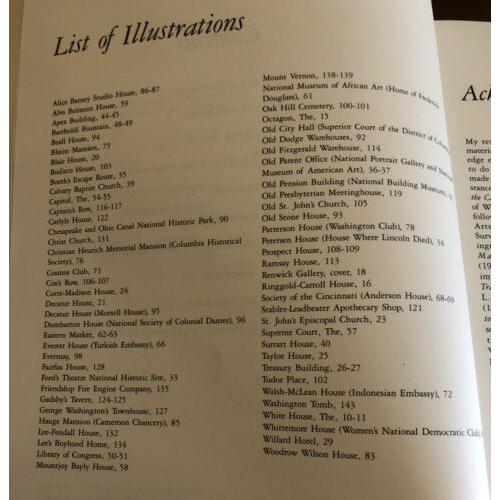 List of Illustrations
Alice Barney Studio House, 86-87
Alva Belmont House, 59
Apex Building, 44-45
Bartholdi Fountain, 48-49
Beall House, 94
Blaine Mansion, 75
Blair House, 20
Bodisco House, 103
Booth's Escape Route, 35
Calvary Baptist Church, 39
Capitol, The, 54-55
Captain's Row, 116-117
Carlyle House, 122
Chesapeake and Ohio Canal National Historic Park, 90
Christ Church, 131
Christian Heurich Memorial Mansion (Columbia Historical
Society), 76
Cosmos Club, 71
Cox's Row, 106-107
Cutts-Madison House, 24
Decatur House, 21
Decatur House (Morsell House), 95
Dumbarton House (National Society of Colonial Dames), 96
Eastern Market, 62-63
Everett House (Turkish Embassy), 66
Evermay, 98
Fairfax House, 128
Ford's Theatre National Historic Site, 33
Friendship Fire Engine Company, 135
Gadsby's Tavern, 124-125
George Washington's Townhouse, 127
Hauge Mansion (Cameroon Chancery), 85
Lee-Fendall House, 132
Lee's Boyhood Home, 134
Library of Congress, 50-51
Mountjoy Bayly House, 58
Mount Vernon, 138-139
National Museum of African Art (Home of Frederick
Douglass), 61
Oak Hill Cemetery, 100-101
Octagon, The, 15
Old City Hall (Superior Court of the District of
Old Dodge Warehouses, 92
Old Fitzgerald Warehouse, 114
Old Patent Office (National Portrait Gallery and
Museum of American Art), 36-37
Old Pension Building (National Building Museum),
Old Presbyterian Meetinghouse, 119
Old St. John's Church, 105
Old Stone House, 93
Patterson House (Washington Club), 78
Petersen House (House Where Lincoln Died), 34
Prospect House, 108-109
Ramsay House, 113
Renwick Gallery, cover, 18
Ringgold-Carroll House, 16
Society of the Cincinnati (Anderson House), 68-69
Stabler-Leadbeater Apothecary Shop, 121
St. John's Episcopal Church, 23
Supreme Court, The, 57
Surratt House, 40
Tayloe House, 25
Treasury Building, 26-27
Tudor Place, 102
Walsh-McLean House (Indonesian Embassy), 72
Washington Tomb, 143
White House, The, 10-11
Whittemore House (Women's National Democratic Club)
Willard Hotel, 29
Woodrow Wilson House, 83
Ack
My te
materi
edge
to do
made
stanc
the C
of W
follo
Arts
Surv
ing
Ma
(19
im
Tra
L.
(1
to
s